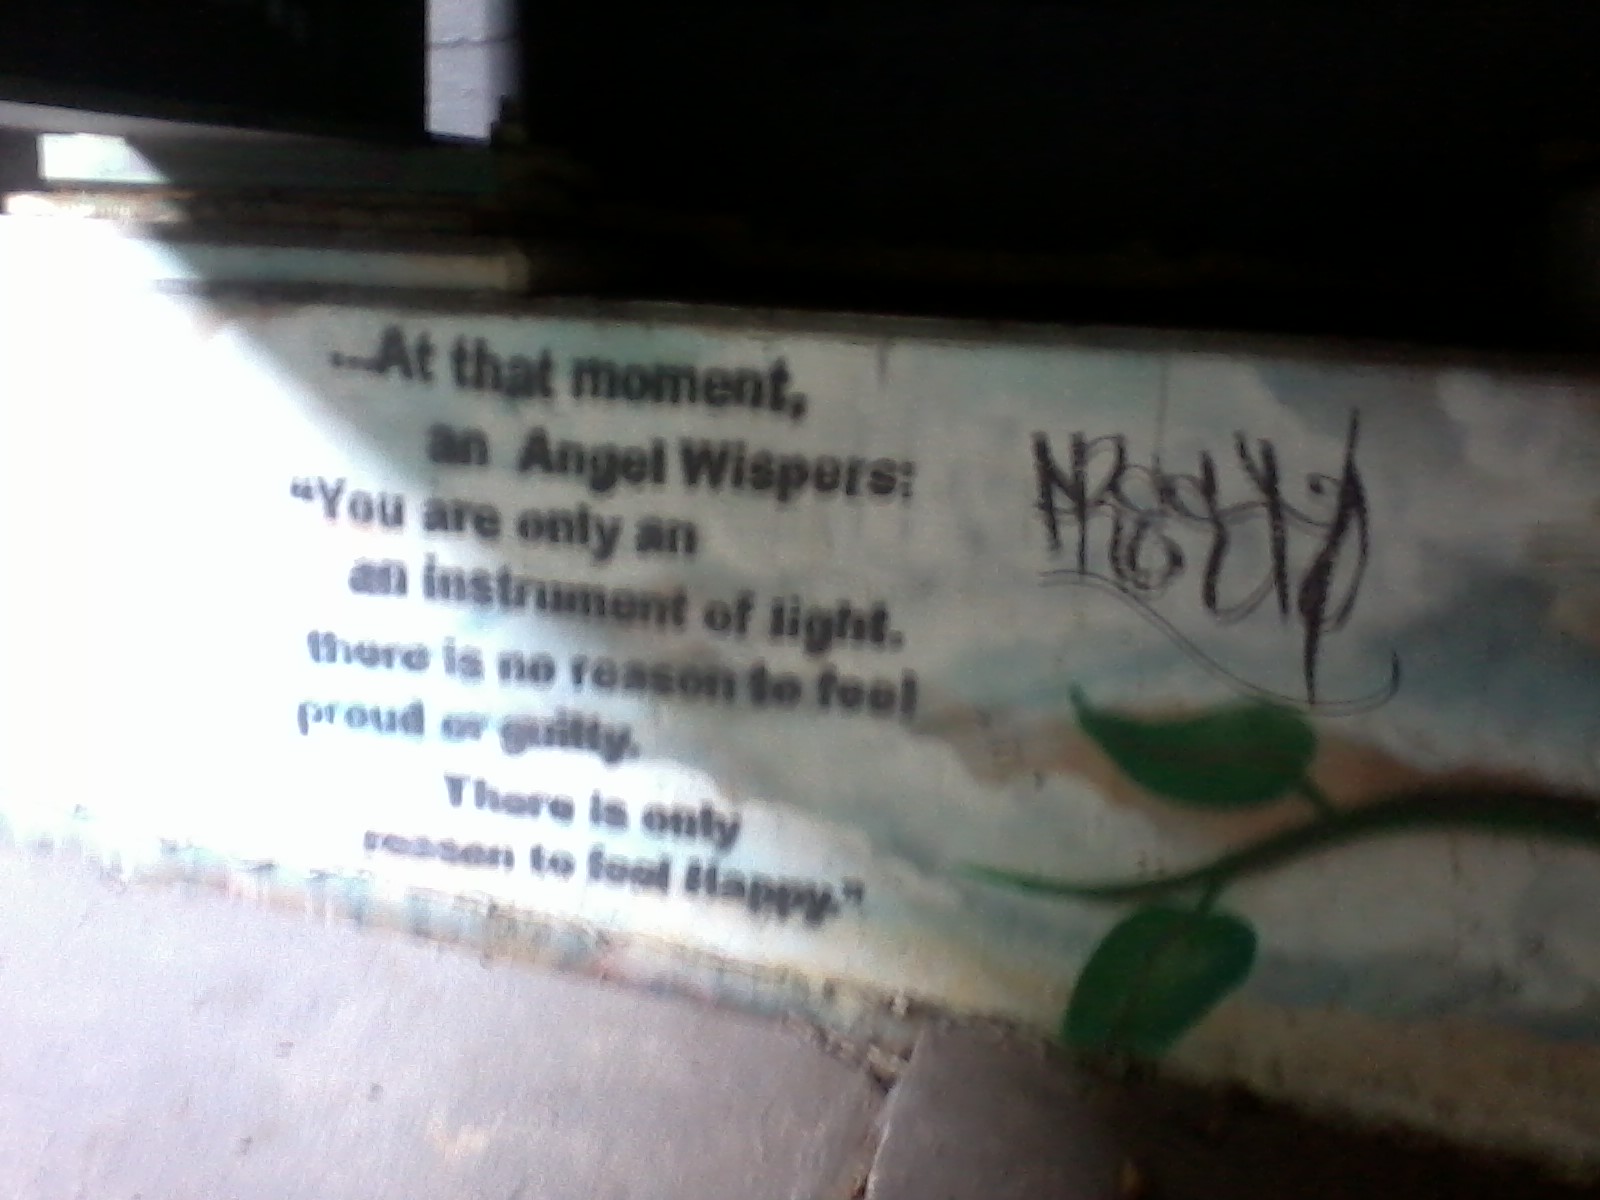 ...At that moment,
an Angel Wispers:
“You are only an
an instrument of light.
there is no reason to feel
proud or guilty.
There is only
reason to feel Happy.”